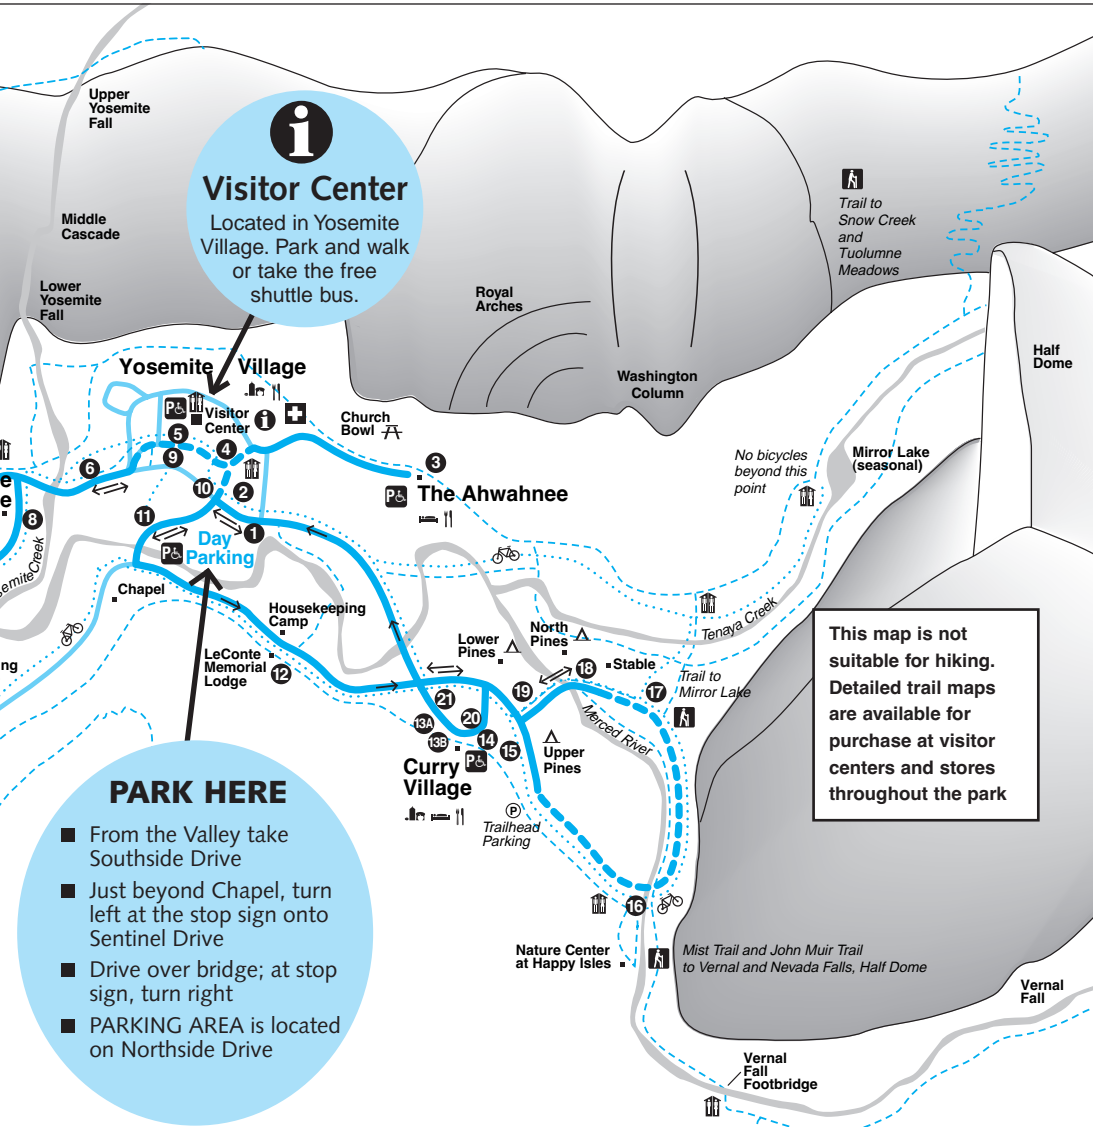 Upper
Yosemite
Fall
Middle
Cascade
Lower
Yosemite
Fall
i
Visitor Center
Located in Yosemite
Village. Park and walk
or take the free
shuttle bus.
Royal
Arches
Washington
Column
Trail to
Snow Creek
and
Tuolumne
Meadows
Half
Dome
Yosemite Village
P
Visitor
Center
i
Church
Bowl
5
4
9
6
10
2
3
P
The Ahwahnee
e
e
8
11
1
P
Day
Parking
No bicycles
beyond this
point
Mirror Lake
(seasonal)
semiteCreek
Chapel
Housekeeping
Camp
LeConte
Memorial
Lodge
12
ng
Lower
Pines
North
Pines
Tenaya Creek
18
Stable
17
Trail to
Mirror Lake
21
19
13A
20
13B
14
15
P
Merced River
Curry
Village
Upper
Pines
P
Trailhead
Parking
This map is not
suitable for hiking.
Detailed trail maps
are available for
purchase at visitor
centers and stores
throughout the park
PARK HERE
From the Valley take
Southside Drive
Just beyond Chapel, turn
left at the stop sign onto
Sentinel Drive
Drive over bridge; at stop
sign, turn right
PARKING AREA is located
on Northside Drive
16
Nature Center
at Happy Isles
Mist Trail and John Muir Trail
to Vernal and Nevada Falls, Half Dome
Vernal
Fall
Vernal
Fall
Footbridge